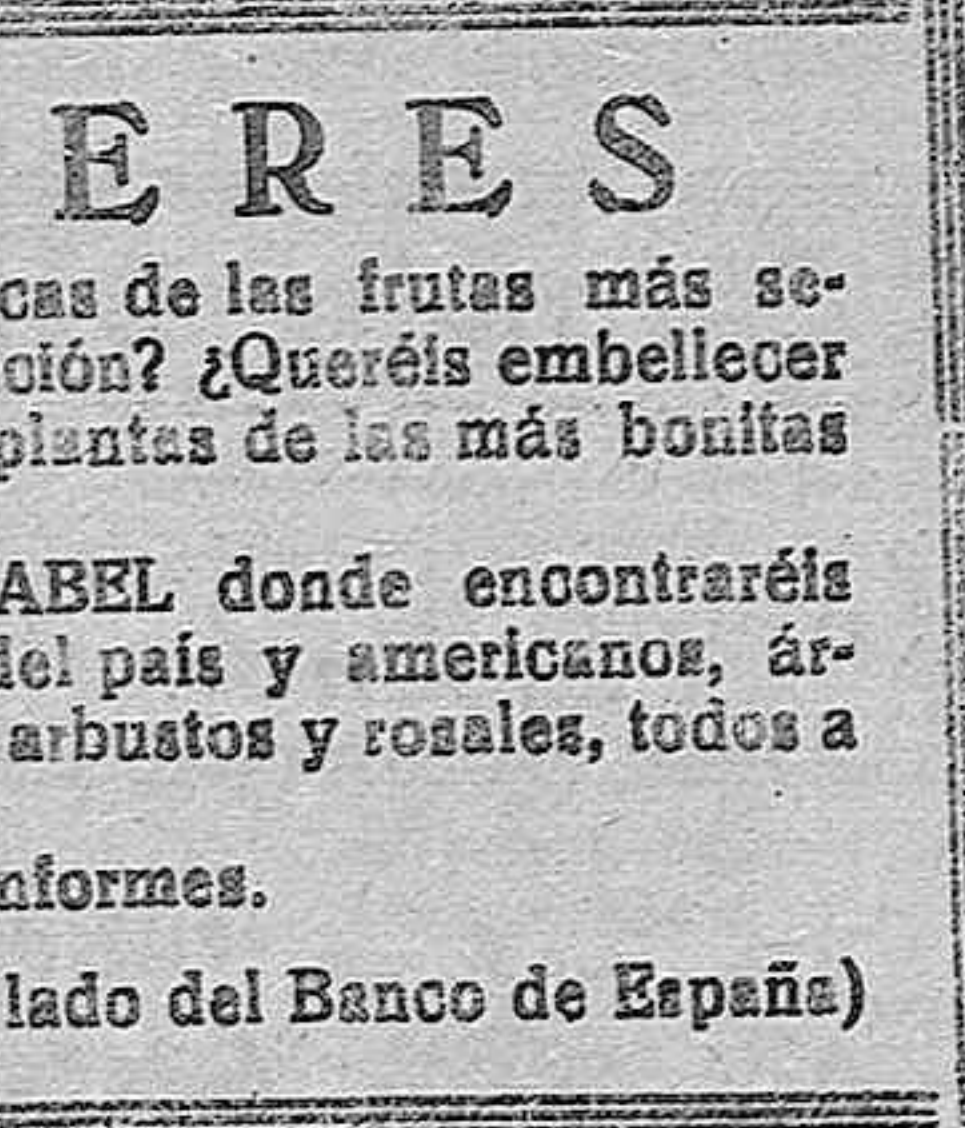 ERES
cas de las frutas más se-
ción? ¿Queréis embellecer
plantas de las más bonitas
ABEL donde encontraréis
del país y americanos, ár-
arbustos y rosales, todos a
nformes.
lado del Banco de España)